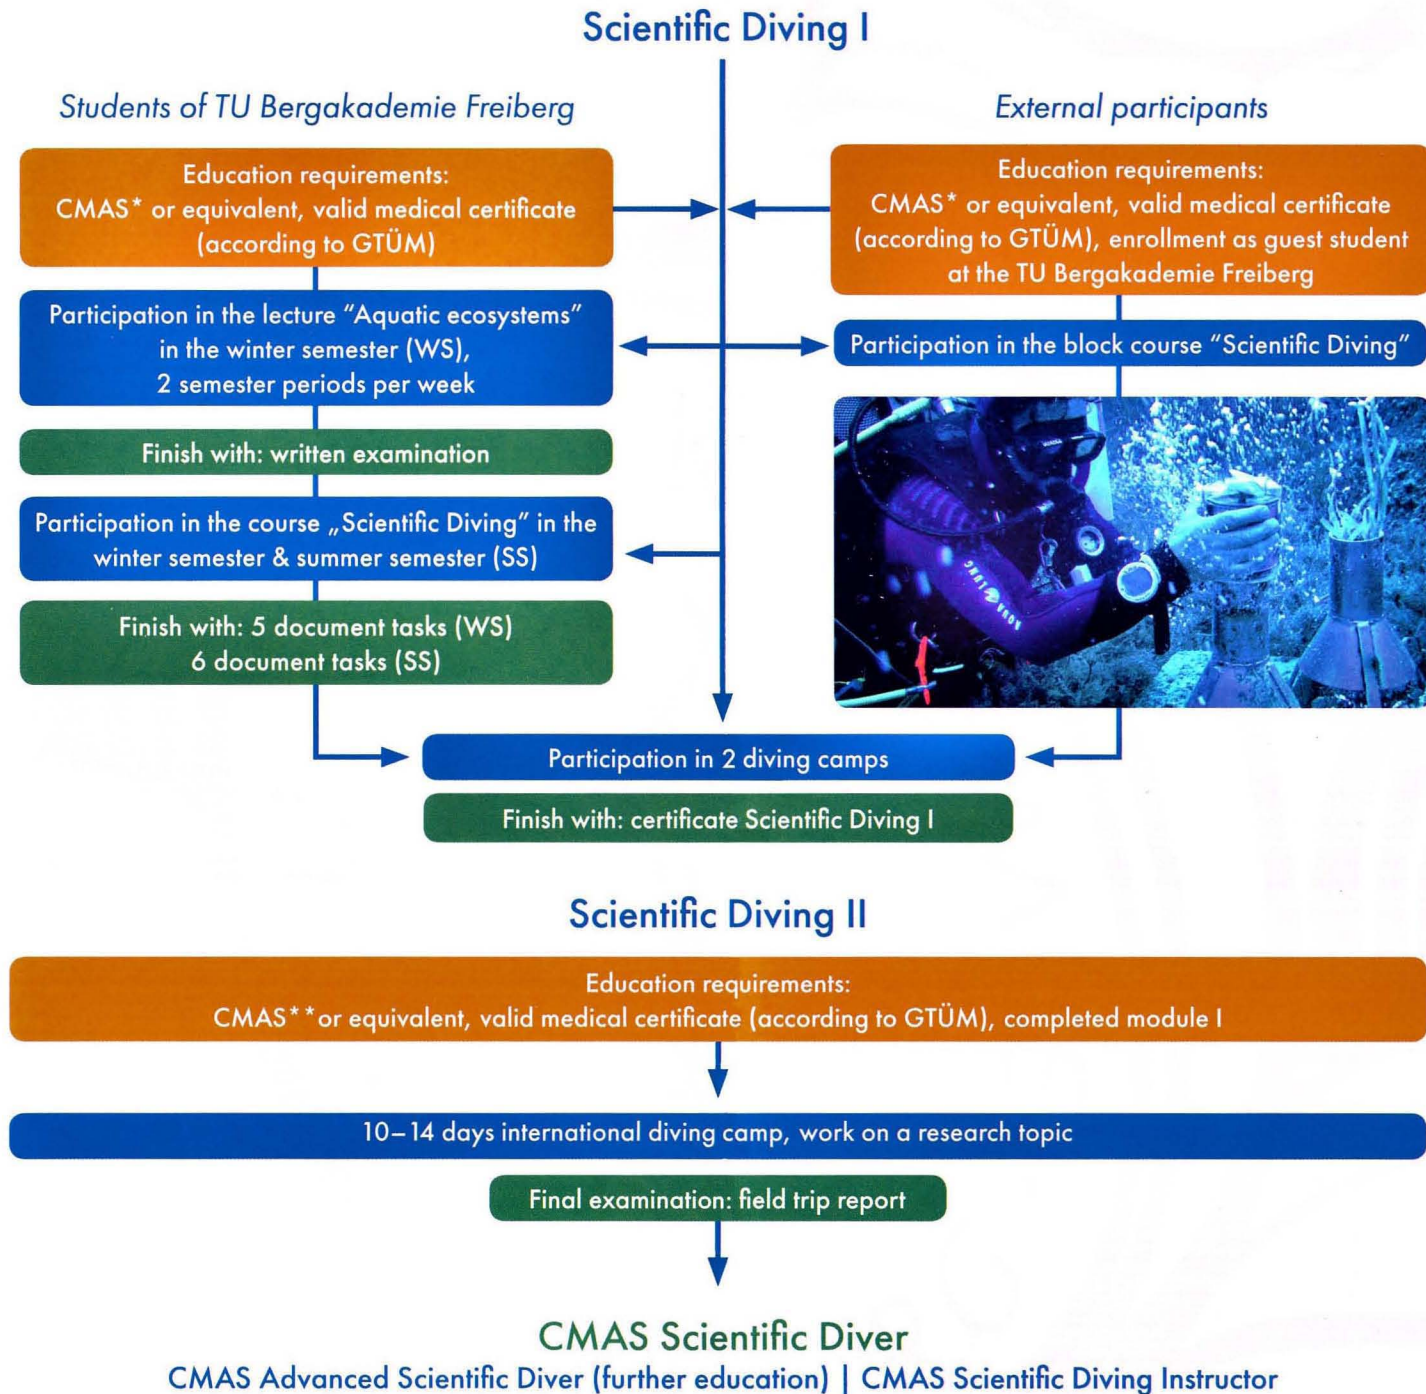 Scientific Diving I
Students of TU Bergakademie Freiberg
Education requirements:
CMAS* or equivalent, valid medical certificate
(according to GTÜM)
Participation in the lecture “Aquatic ecosystems”
in the winter semester (WS),
2 semester periods per week
Finish with: written examination
Participation in the course „Scientific Diving” in the
winter semester & summer semester (SS)
Finish with: 5 document tasks (WS)
6 document tasks (SS)
External participants
Education requirements:
CMAS* or equivalent, valid medical certificate
(according to GTÜM), enrollment as guest student
at the TU Bergakademie Freiberg
Participation in the block course “Scientific Diving”
AQUA LUNG
Participation in 2 diving camps
Finish with: certificate Scientific Diving I
Scientific Diving II
Education requirements:
CMAS**or equivalent, valid medical certificate (according to GTÜM), completed module I
10–14 days international diving camp, work on a research topic
Final examination: field trip report
CMAS Scientific Diver
CMAS Advanced Scientific Diver (further education) | CMAS Scientific Diving Instructor